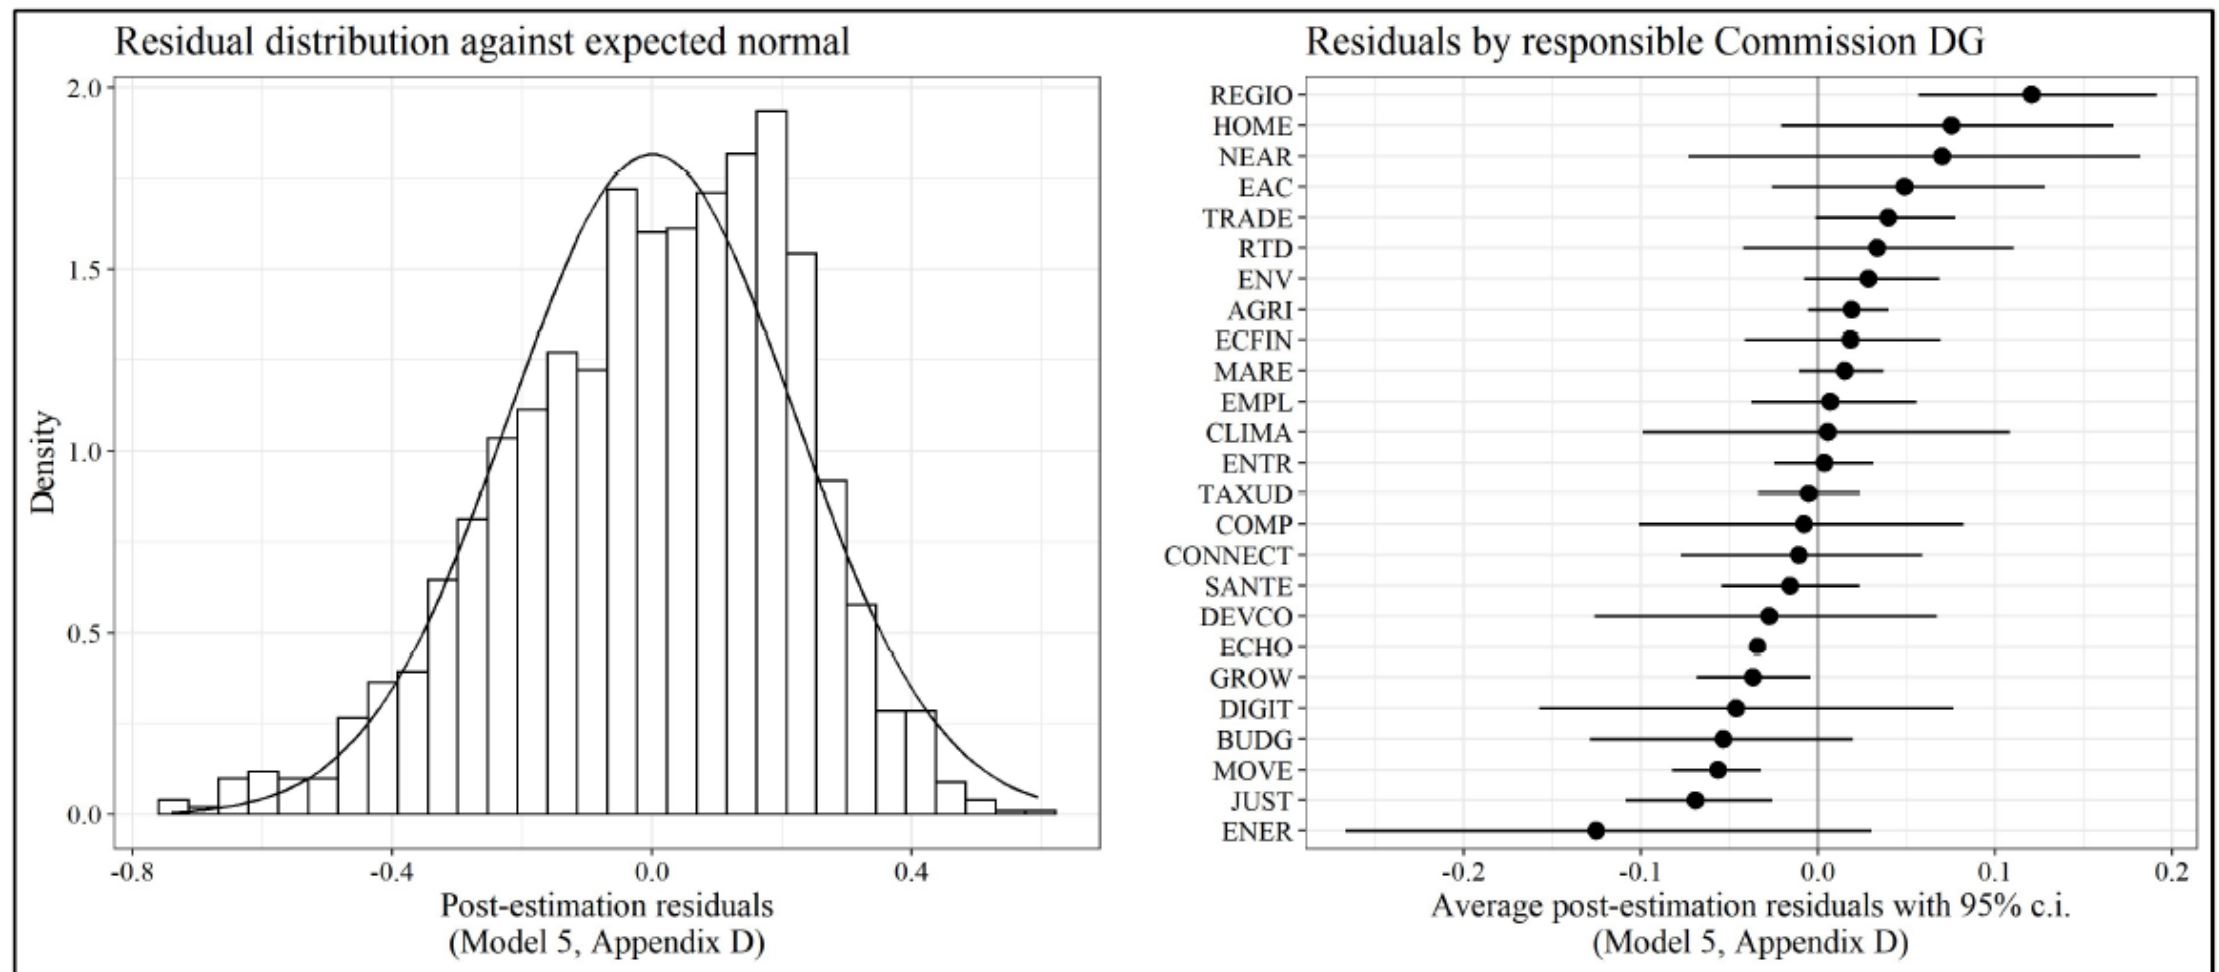 Residual distribution against expected normal
2.0
1.5
1.0
0.5
0.0
Density
-0.8
-0.4
0.0
0.4
Post-estimation residuals
(Model 5, Appendix D)
Residuals by responsible Commission DG
REGIO
HOME
NEAR
EAC
TRADE
RTD
ENV
AGRI
ECFIN
MARE
EMPL
CLIMA
ENTR
TAXUD
COMP
CONNECT
SANTE
DEVCO
ECHO
GROW
DIGIT
BUDG
MOVE
JUST
ENER
-0.2
-0.1
0.0
0.1
0.2
Average post-estimation residuals with 95% c.i.
(Model 5, Appendix D)